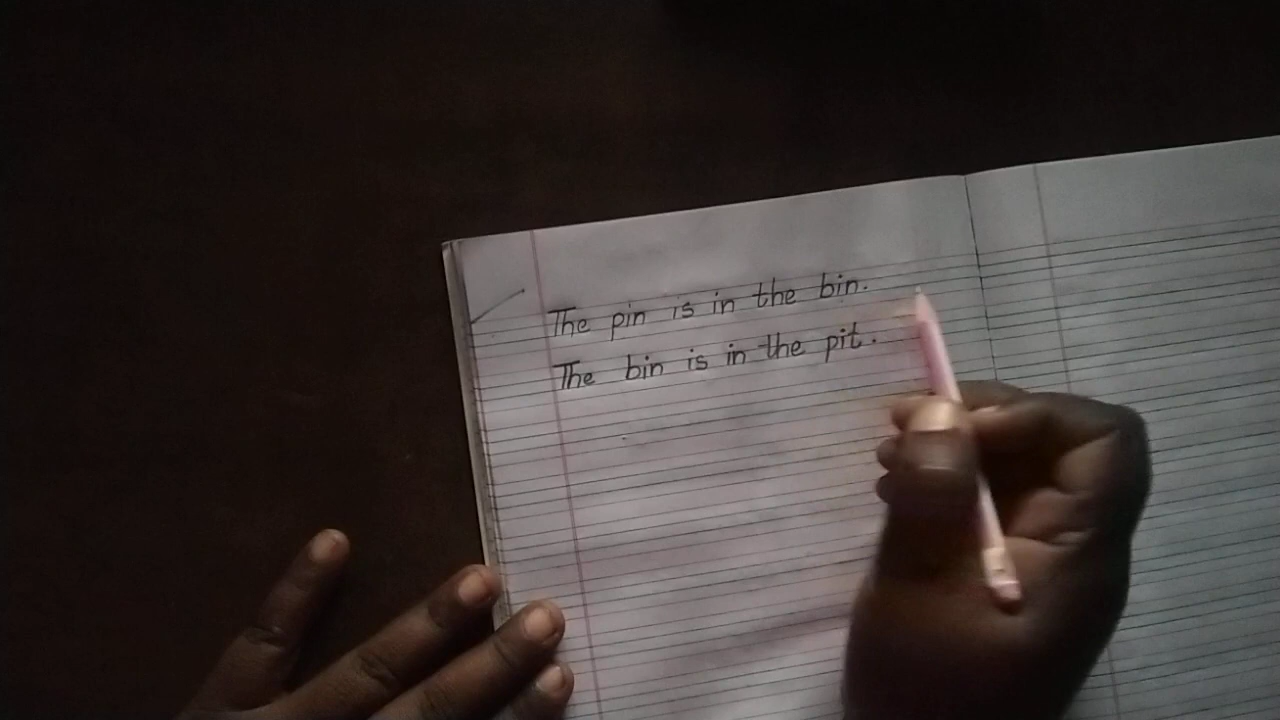 The pin is in the bin.
The bin is in the pit.